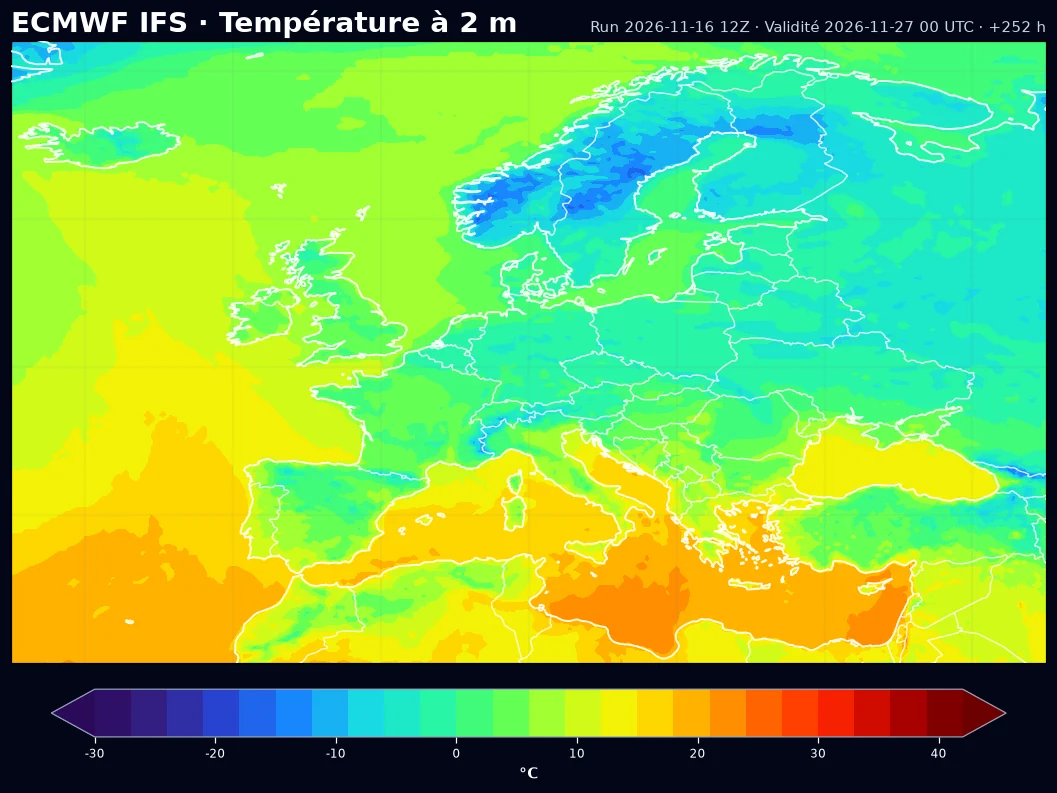 ECMWF IFS · Température à 2 m
Run 2026-11-16 12Z · Validité 2026-11-27 00 UTC · +252 h
-30 -20 -10 0 10 20 30 40
°C